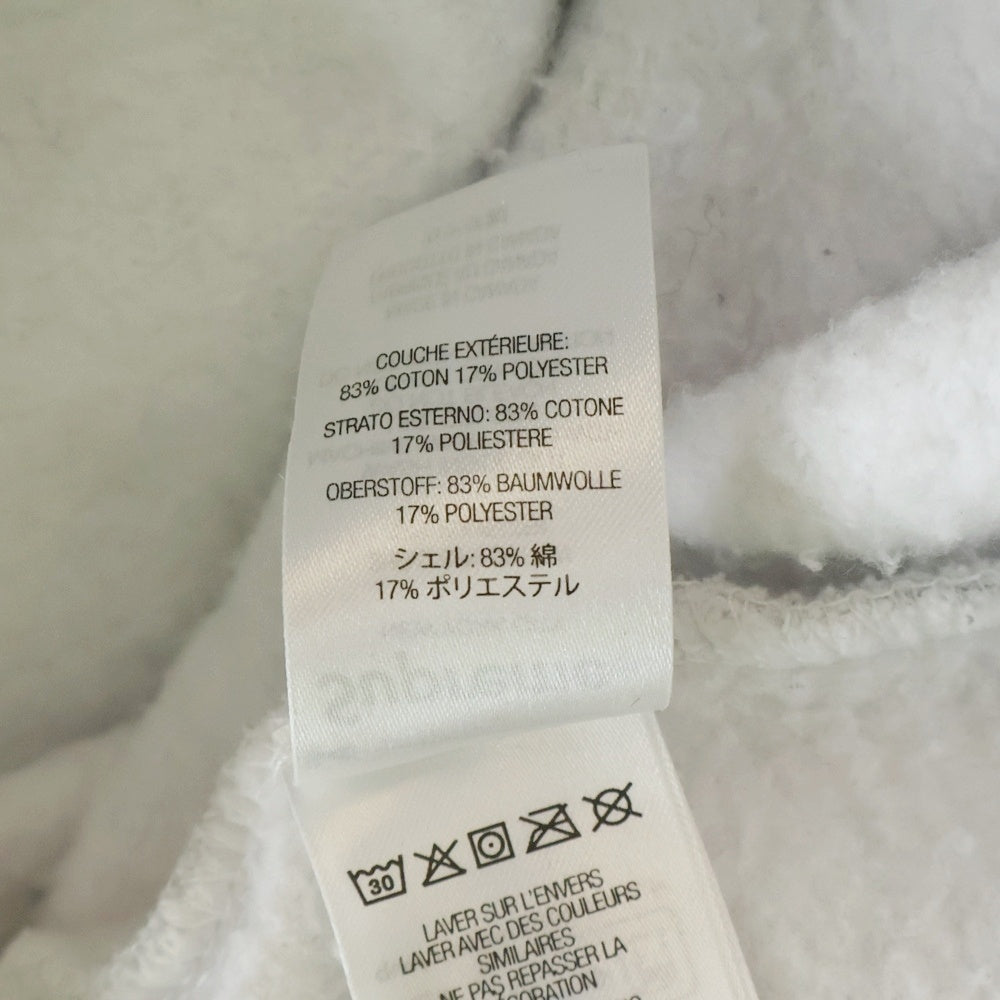 COUCHE EXTÉRIEURE:
83% COTON 17% POLYESTER
STRATO ESTERNO: 83% COTONE
17% POLIESTERE
OBERSTOFF: 83% BAUMWOLLE
17% POLYESTER
シェル: 83% 綿
17% ポリエステル
30
LAVER SUR L'ENVERS
LAVER AVEC DES COULEURS
SIMILAIRES
NE PAS REPASSER LA